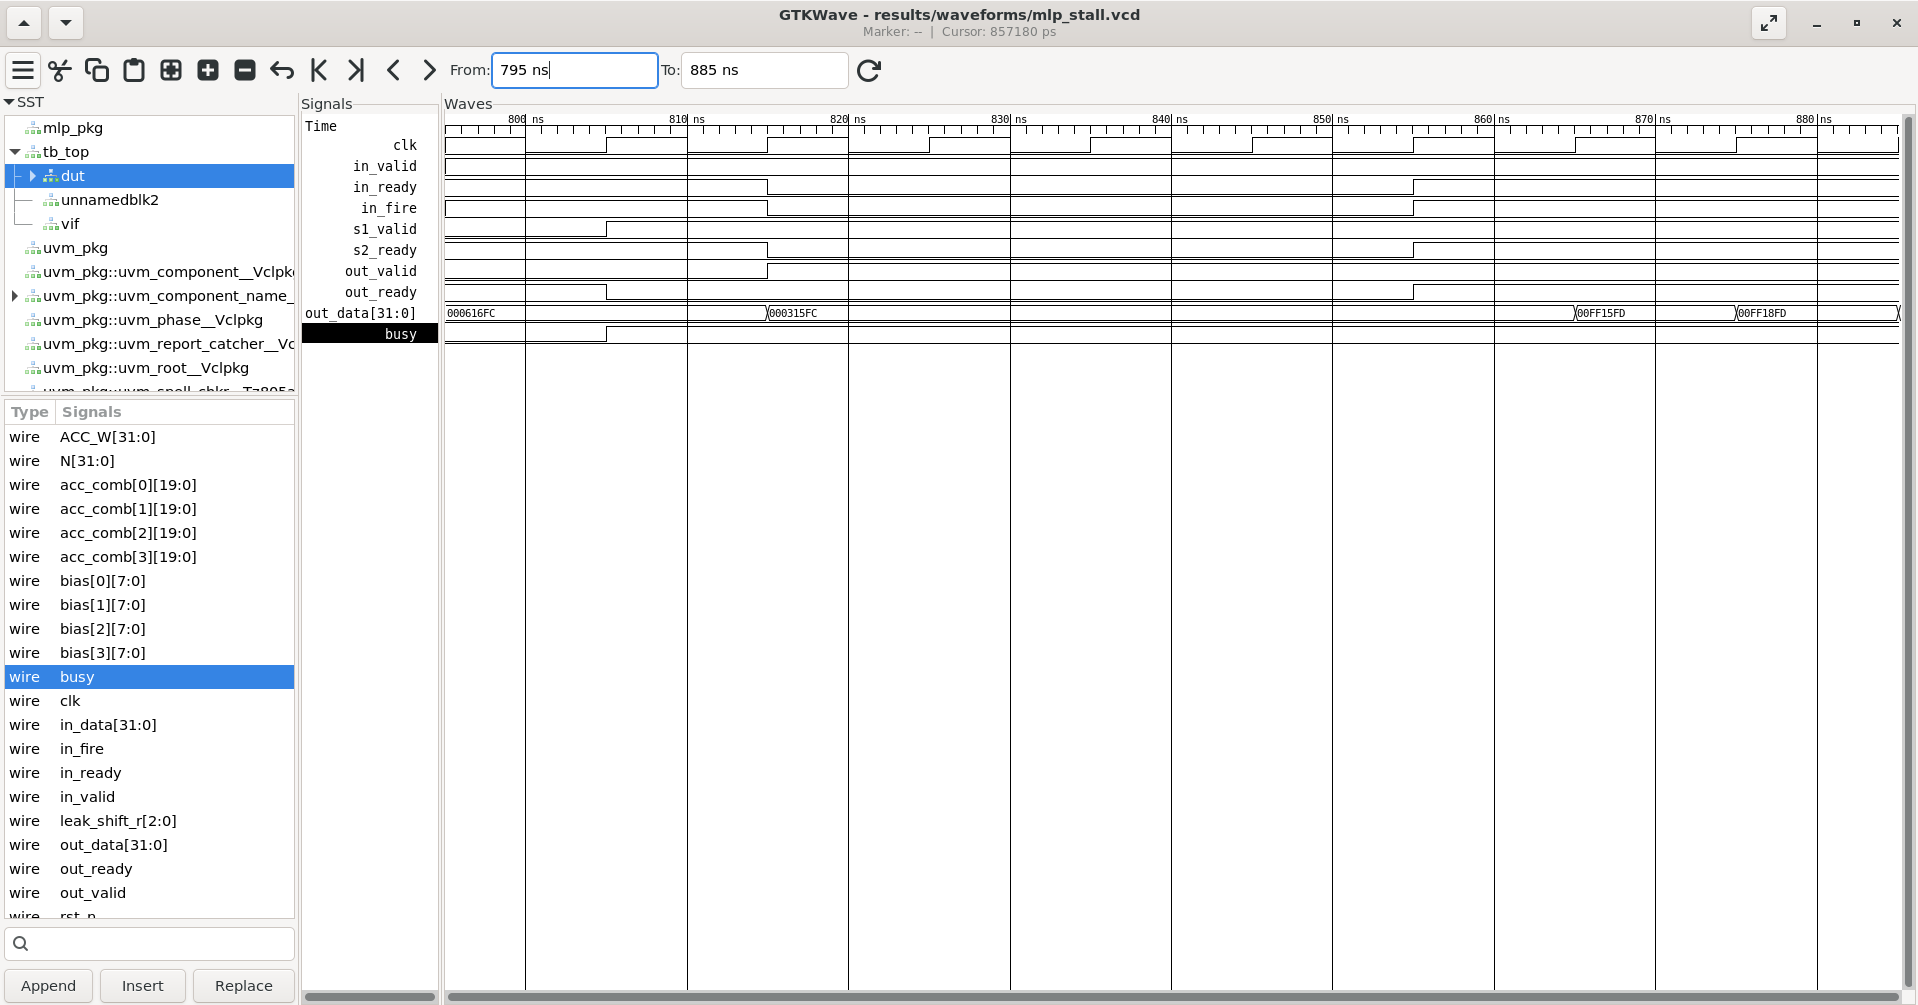 GTKWave - results/waveforms/mlp_stall.vcd
Marker: -- | Cursor: 857180 ps
From: 795 ns To: 885 ns
SST
mlp_pkg
tb_top
dut
unnamedblk2
vif
uvm_pkg
uvm_pkg::uvm_component__Vclpk
uvm_pkg::uvm_component_name_
uvm_pkg::uvm_phase__Vclpkg
uvm_pkg::uvm_report_catcher__Vc
uvm_pkg::uvm_root__Vclpkg
Type Signals
wire ACC_W[31:0]
wire N[31:0]
wire acc_comb[0][19:0]
wire acc_comb[1][19:0]
wire acc_comb[2][19:0]
wire acc_comb[3][19:0]
wire bias[0][7:0]
wire bias[1][7:0]
wire bias[2][7:0]
wire bias[3][7:0]
wire busy
wire clk
wire in_data[31:0]
wire in_fire
wire in_ready
wire in_valid
wire leak_shift_r[2:0]
wire out_data[31:0]
wire out_ready
wire out_valid
wire rst_n
Append Insert Replace
Signals
Time
clk
in_valid
in_ready
in_fire
s1_valid
s2_ready
out_valid
out_ready
out_data[31:0]
busy
Waves
800 ns 810 ns 820 ns 830 ns 840 ns 850 ns 860 ns 870 ns 880 ns
000616FC 000315FC 00FF15FD 00FF18FD